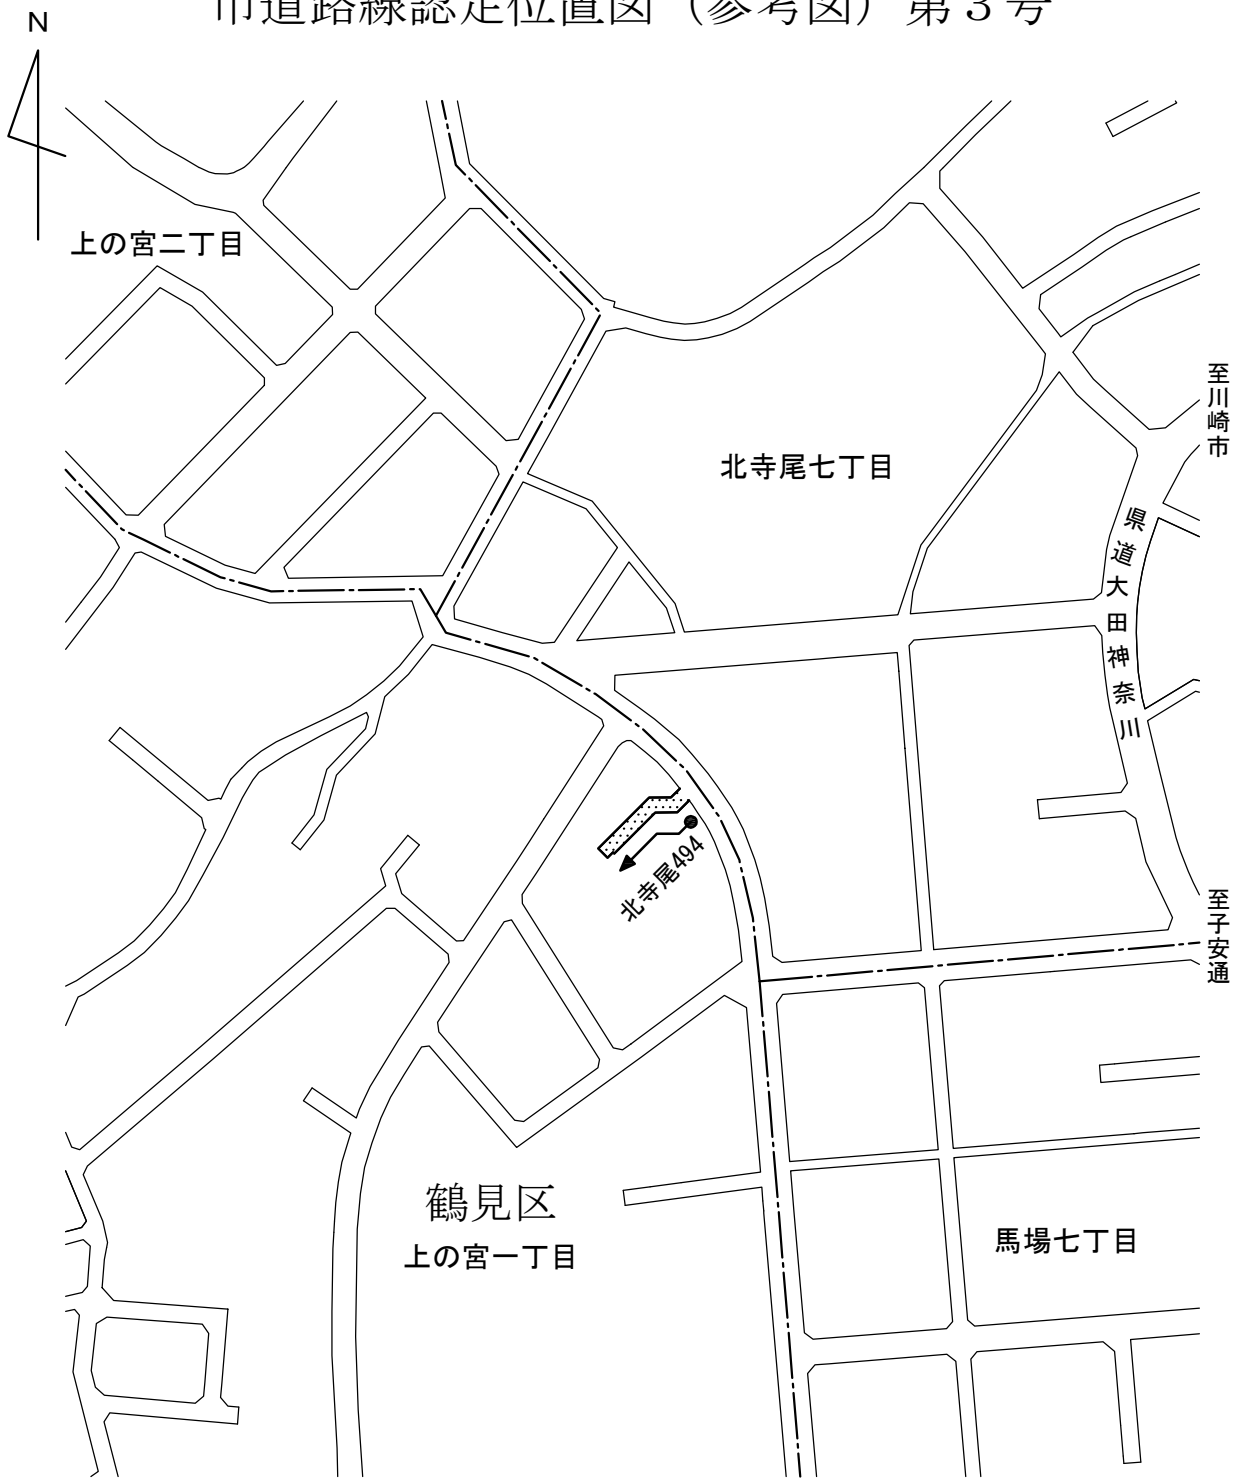 市道路線認定位置図（参考図）第３号
N
上の宮二丁目
至川崎市
北寺尾七丁目
県道大田神奈川
北寺尾494
至子安通
鶴見区
上の宮一丁目
馬場七丁目